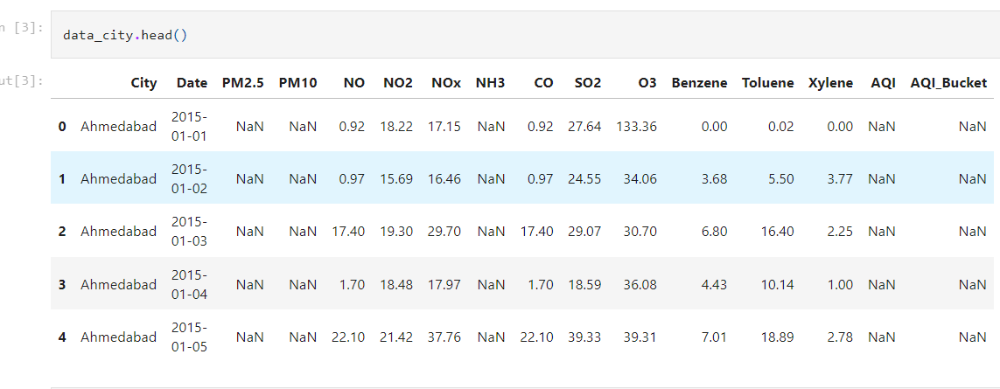 n [3]:
data_city.head()
ut[3]:
City Date PM2.5 PM10 NO NO2 NOx NH3 CO SO2 O3 Benzene Toluene Xylene AQI AQI_Bucket
0 Ahmedabad 2015-
01-01 NaN NaN 0.92 18.22 17.15 NaN 0.92 27.64 133.36 0.00 0.02 0.00 NaN NaN
1 Ahmedabad 2015-
01-02 NaN NaN 0.97 15.69 16.46 NaN 0.97 24.55 34.06 3.68 5.50 3.77 NaN NaN
2 Ahmedabad 2015-
01-03 NaN NaN 17.40 19.30 29.70 NaN 17.40 29.07 30.70 6.80 16.40 2.25 NaN NaN
3 Ahmedabad 2015-
01-04 NaN NaN 1.70 18.48 17.97 NaN 1.70 18.59 36.08 4.43 10.14 1.00 NaN NaN
4 Ahmedabad 2015-
01-05 NaN NaN 22.10 21.42 37.76 NaN 22.10 39.33 39.31 7.01 18.89 2.78 NaN NaN